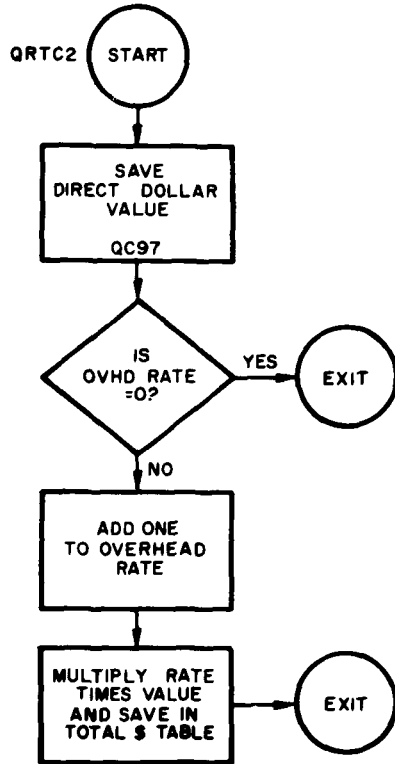 QRTC2
START
SAVE
DIRECT DOLLAR
VALUE
QC97
IS
OVHD RATE
=0?
YES
EXIT
NO
ADD ONE
TO OVERHEAD
RATE
MULTIPLY RATE
TIMES VALUE
AND SAVE IN
TOTAL $ TABLE
EXIT